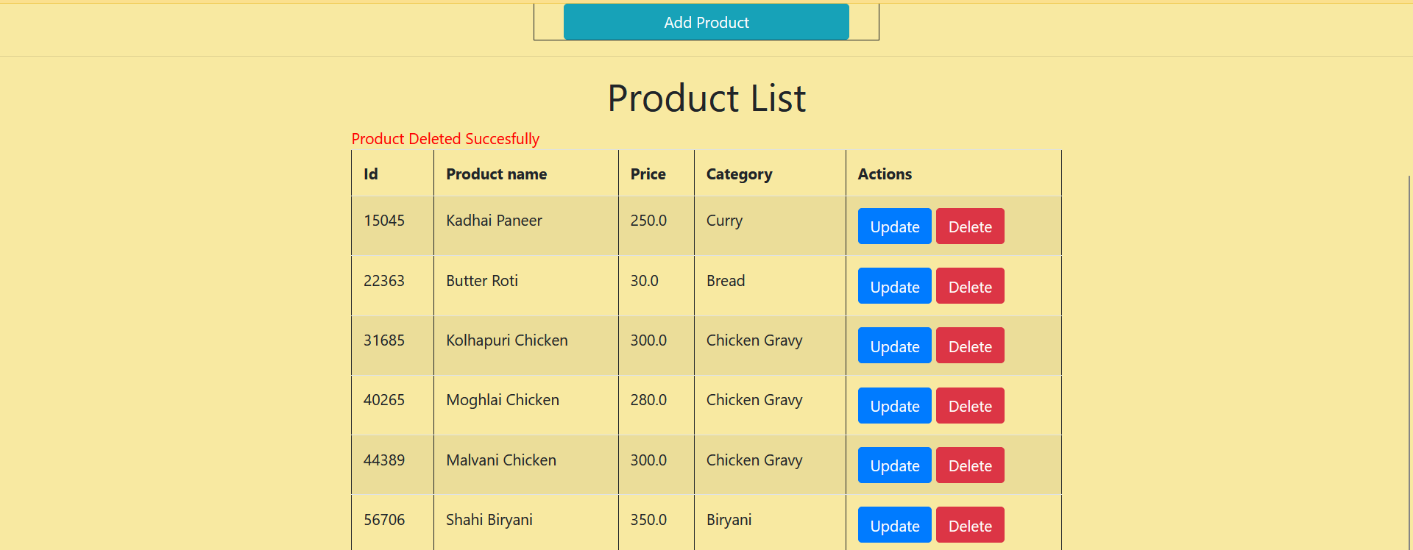 Add Product
Product List
Product Deleted Succesfully
Id Product name Price Category Actions
15045 Kadhai Paneer 250.0 Curry Update Delete
22363 Butter Roti 30.0 Bread Update Delete
31685 Kolhapuri Chicken 300.0 Chicken Gravy Update Delete
40265 Moghlai Chicken 280.0 Chicken Gravy Update Delete
44389 Malvani Chicken 300.0 Chicken Gravy Update Delete
56706 Shahi Biryani 350.0 Biryani Update Delete